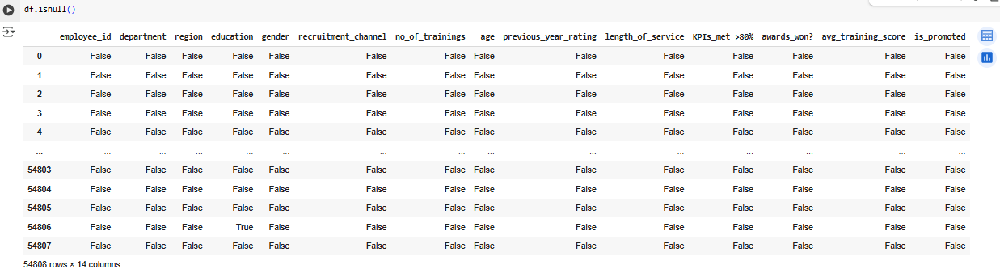 df.isnull()
employee_id department region education gender recruitment_channel no_of_trainings age previous_year_rating length_of_service KPIs_met >80% awards_won? avg_training_score is_promoted
0 False False False False False False False False False False False False False False
1 False False False False False False False False False False False False False False
2 False False False False False False False False False False False False False False
3 False False False False False False False False False False False False False False
4 False False False False False False False False False False False False False False
... ... ... ... ... ... ... ... ... ... ... ... ... ... ...
54803 False False False False False False False False False False False False False False
54804 False False False False False False False False False False False False False False
54805 False False False False False False False False False False False False False False
54806 False False False True False False False False False False False False False False
54807 False False False False False False False False False False False False False False
54808 rows × 14 columns